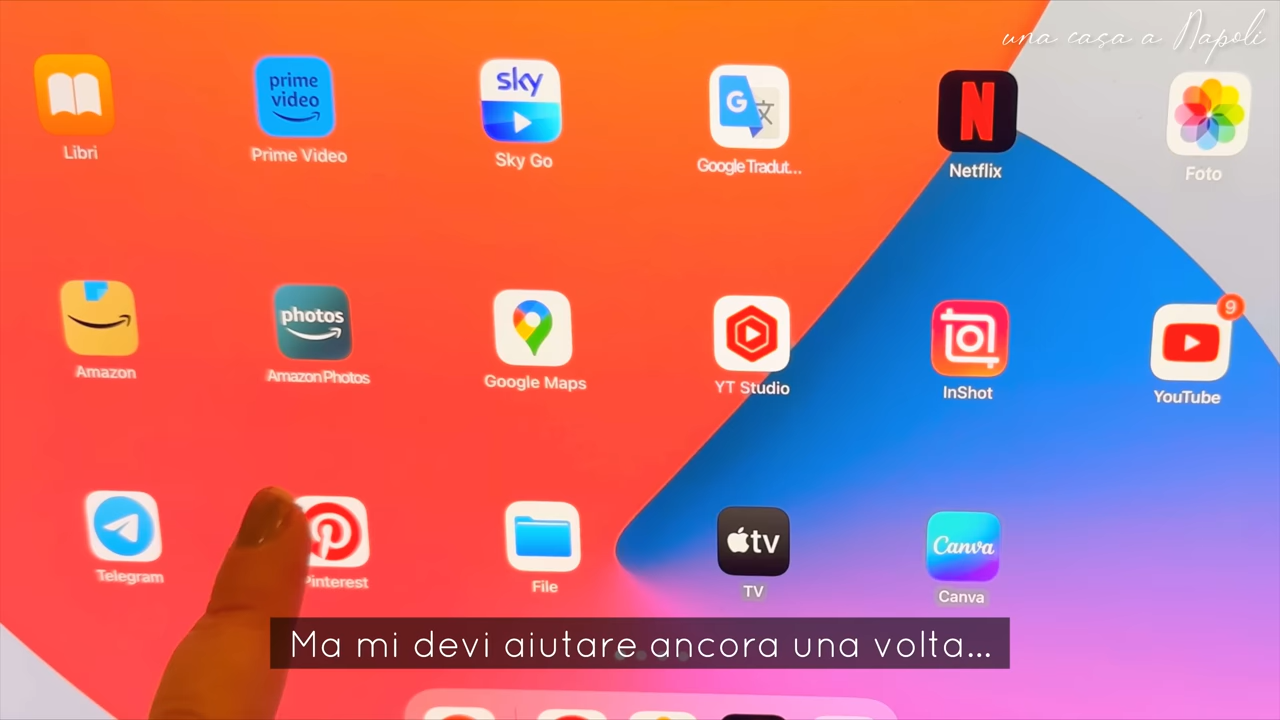 una casa a Napoli
prime
video
sky
G 文
N
Libri
Prime Video
Sky Go
Google Tradut...
Netflix
Foto
photos
9
Amazon
Amazon Photos
Google Maps
YT Studio
InShot
YouTube
tv
Canva
Telegram
Pinterest
File
TV
Canva
Ma mi devi aiutare ancora una volta...